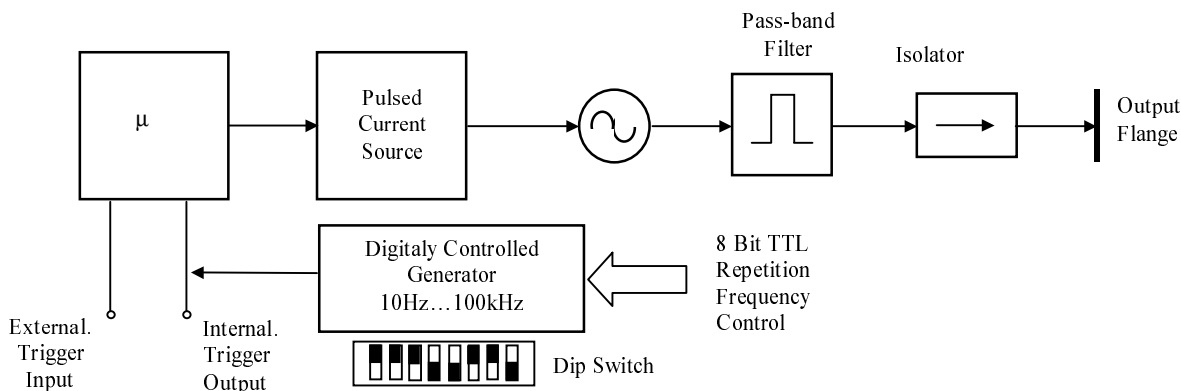 Pass-band
Filter
Isolator
μ
Pulsed
Current
Source
Output
Flange
Digitaly Controlled
Generator
10Hz…100kHz
8 Bit TTL
Repetition
Frequency
Control
External.
Trigger
Input
Internal.
Trigger
Output
Dip Switch